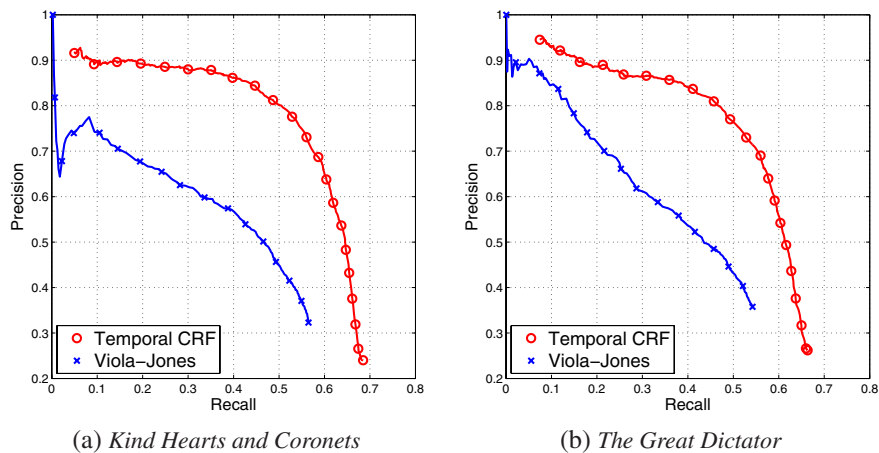 1
0.9
0.8
0.7
0.6
0.5
0.4
0.3
0.2
Precision
0 0.1 0.2 0.3 0.4 0.5 0.6 0.7 0.8
Recall
Temporal CRF
Viola-Jones
(a) Kind Hearts and Coronets
1
0.9
0.8
0.7
0.6
0.5
0.4
0.3
0.2
Precision
0 0.1 0.2 0.3 0.4 0.5 0.6 0.7 0.8
Recall
Temporal CRF
Viola-Jones
(b) The Great Dictator